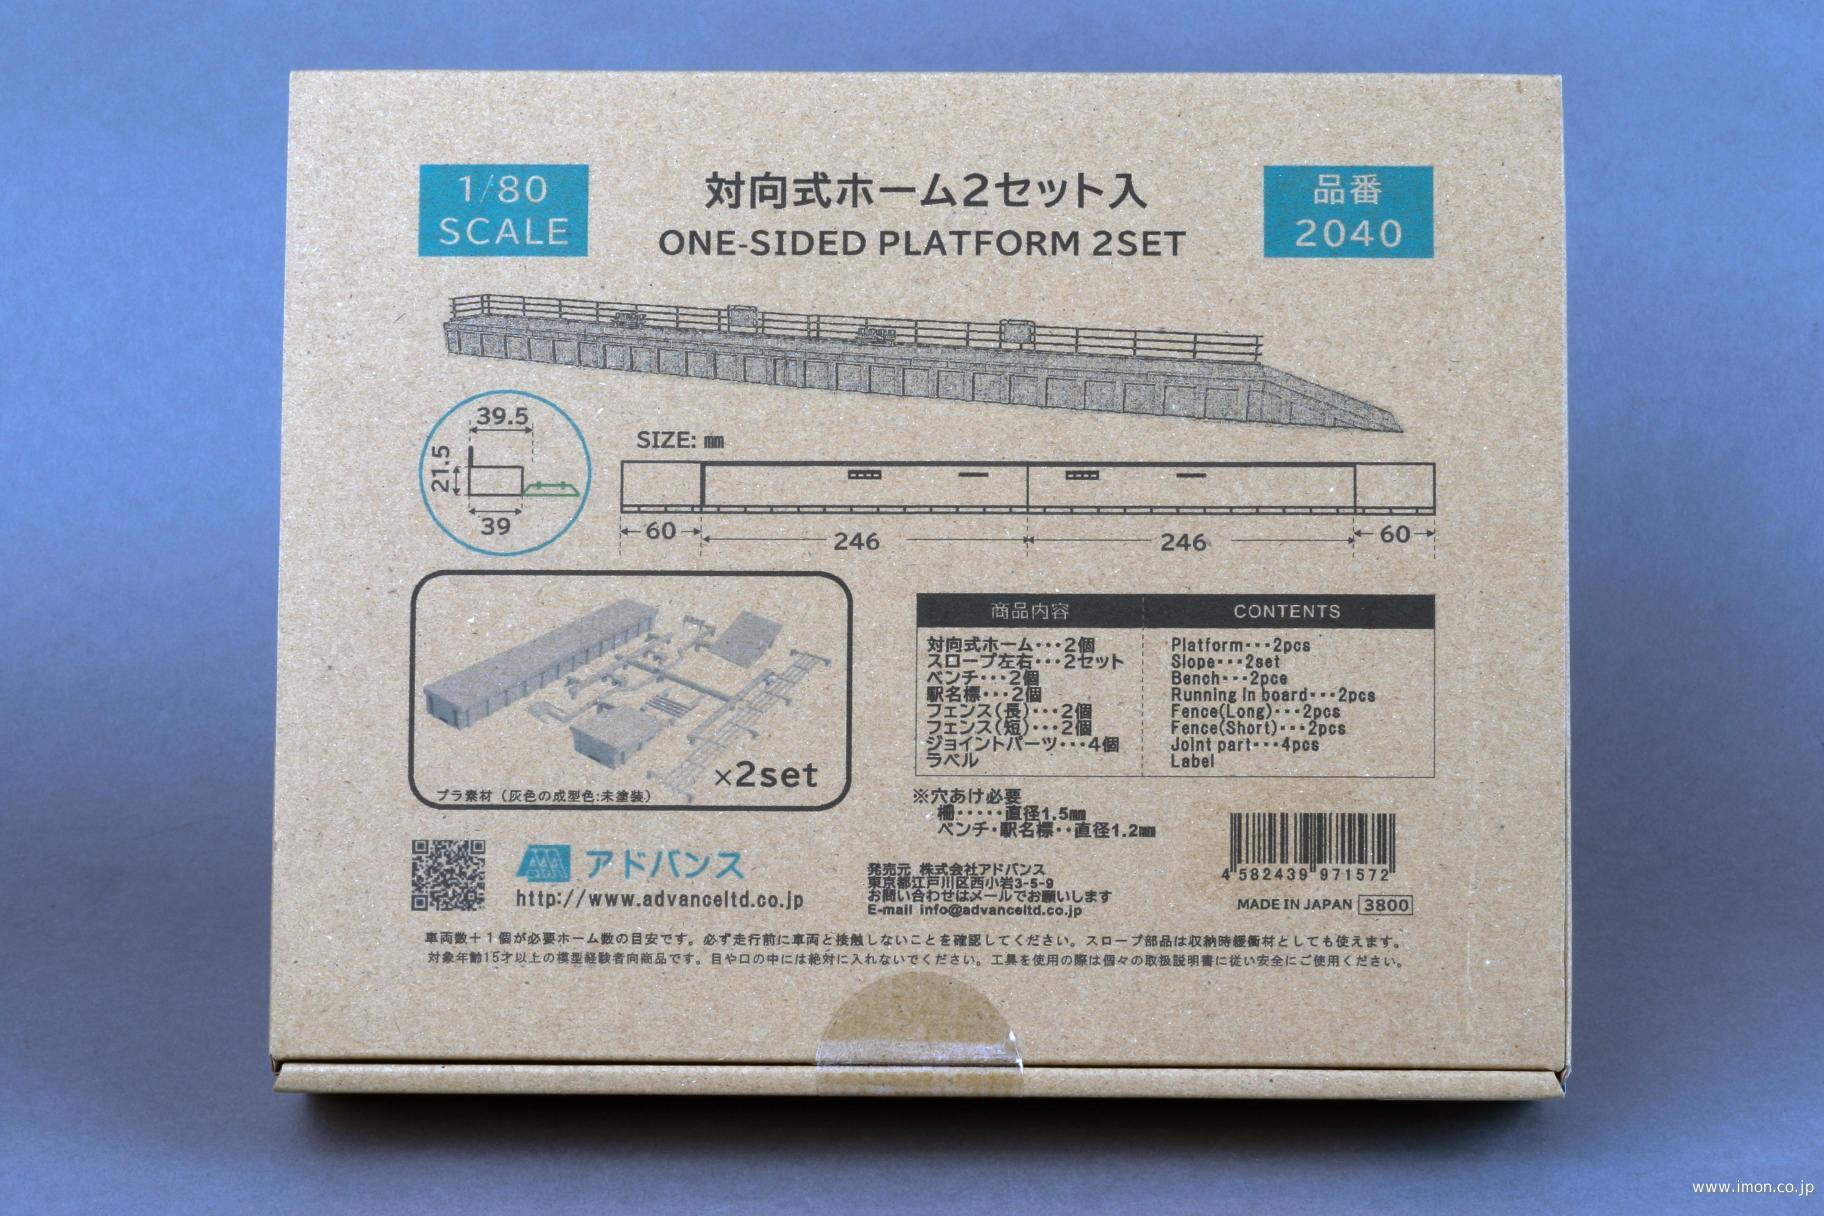 1/80
SCALE
対向式ホーム2セット入
ONE-SIDED PLATFORM 2SET
品番
2040
39.5
21.5
39
SIZE: ㎜
60
246
246
60
×2set
プラ素材（灰色の成型色:未塗装）
商品内容
CONTENTS
対向式ホーム・・・2個
Platform・・・2pcs
スロープ左右・・・2セット
Slope・・・2set
ベンチ・・・2個
Bench・・・2pce
駅名標・・・2個
Running in board・・・2pcs
フェンス(長)・・・2個
Fence(Long)・・・2pcs
フェンス(短)・・・2個
Fence(Short)・・・2pcs
ジョイントパーツ・・・4個
Joint part・・・4pcs
ラベル
Label
※穴あけ必要
柵・・・・・直径1.5㎜
ベンチ・駅名標・・直径1.2㎜
アドバンス
http://www.advanceltd.co.jp
発売元 株式会社アドバンス
東京都江戸川区西小岩3-5-9
お問い合わせはメールでお願いします
E-mail info@advanceltd.co.jp
4 582439 971572
MADE IN JAPAN 3800
車両数＋1個が必要ホーム数の目安です。必ず走行前に車両と接触しないことを確認してください。スロープ部品は収納時緩衝材としても使えます。
対象年齢15才以上の模型経験者向商品です。目や口の中には絶対に入れないでください。工具を使用の際は個々の取扱説明書に従い安全にご使用ください。
www.imon.co.jp